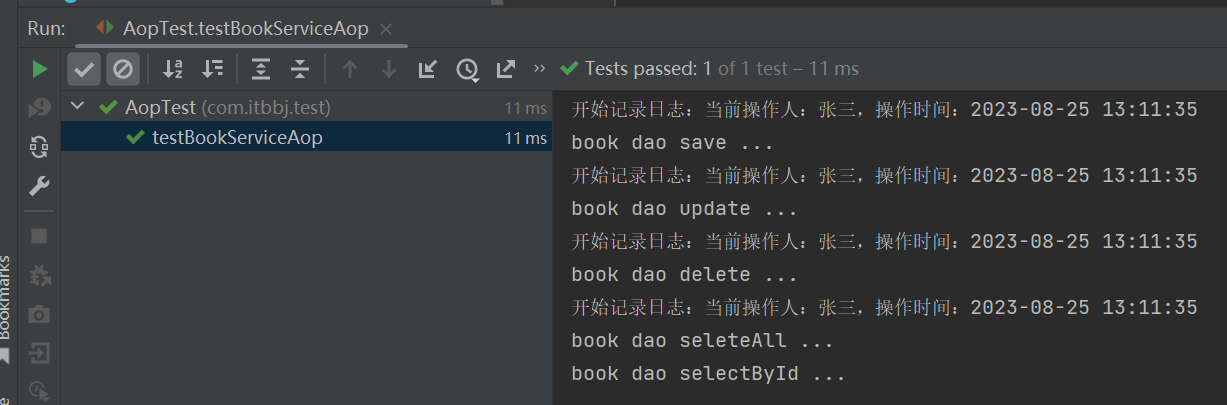 Run: AopTest.testBookServiceAop
Tests passed: 1 of 1 test – 11 ms
AopTest (com.itbbj.test) 11 ms
testBookServiceAop 11 ms
开始记录日志：当前操作人：张三，操作时间：2023-08-25 13:11:35
book dao save ...
开始记录日志：当前操作人：张三，操作时间：2023-08-25 13:11:35
book dao update ...
开始记录日志：当前操作人：张三，操作时间：2023-08-25 13:11:35
book dao delete ...
开始记录日志：当前操作人：张三，操作时间：2023-08-25 13:11:35
book dao seleteAll ...
book dao selectById ...
Bookmarks